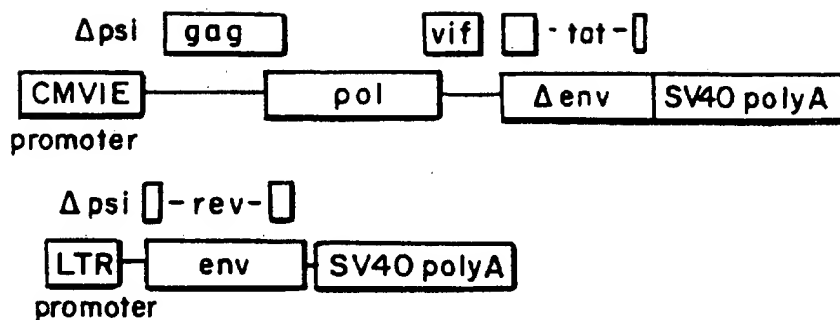 Δpsi gag vif - tat -
CMVIE pol Δenv SV40 polyA
promoter
Δpsi - rev -
LTR env SV40 polyA
promoter